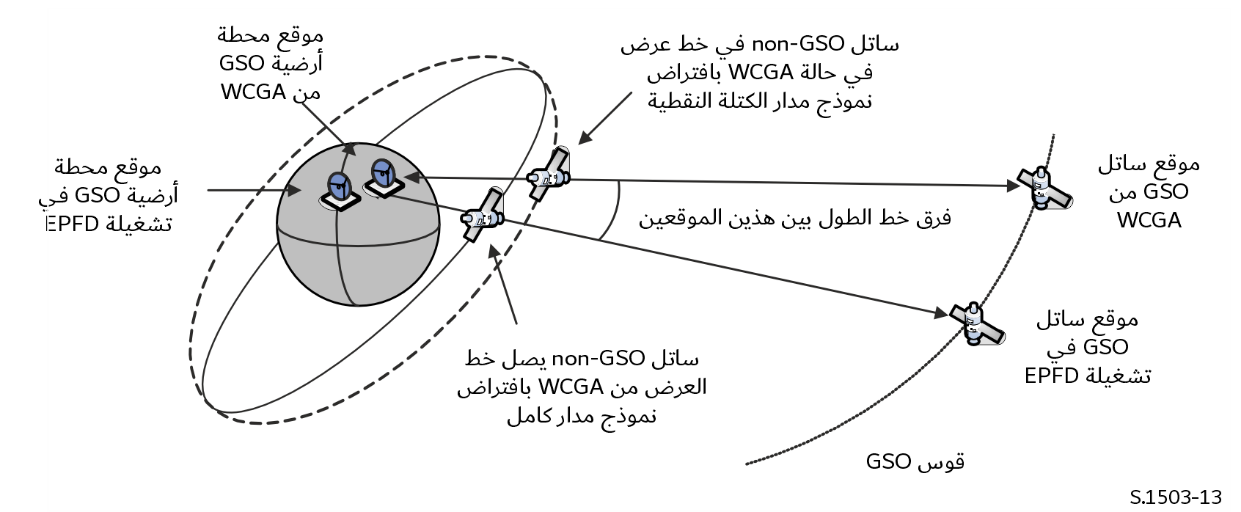 موقع محطة
أرضية GSO
من WCGA
ساتل non-GSO في خط عرض
في حالة WCGA بافتراض
نموذج مدار الكتلة النقطية
موقع محطة
أرضية GSO في
تشغيلة EPFD
موقع ساتل
GSO من
WCGA
فرق خط الطول بين هذين الموقعين
موقع ساتل
GSO في
تشغيلة EPFD
ساتل non-GSO يصل خط
العرض من WCGA بافتراض
نموذج مدار كامل
قوس GSO
S.1503-13